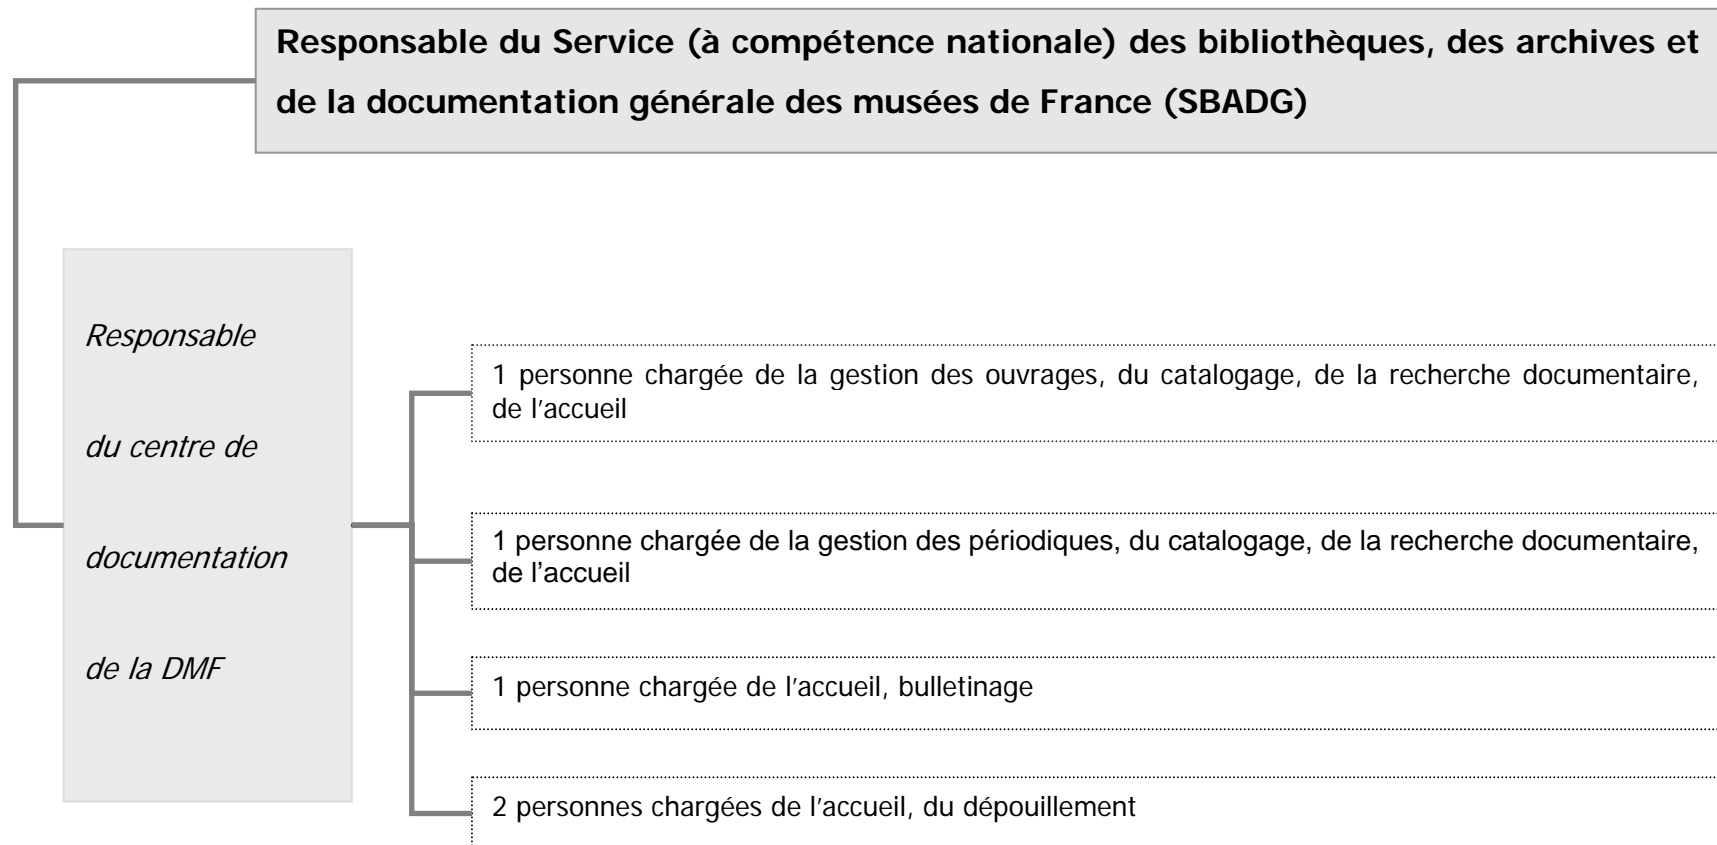 Responsable du Service (à compétence nationale) des bibliothèques, des archives et
de la documentation générale des musées de France (SBADG)
Responsable
du centre de
documentation
de la DMF
1 personne chargée de la gestion des ouvrages, du catalogage, de la recherche documentaire,
de l'accueil
1 personne chargée de la gestion des périodiques, du catalogage, de la recherche documentaire,
de l'accueil
1 personne chargée de l'accueil, bulletinage
2 personnes chargées de l'accueil, du dépouillement